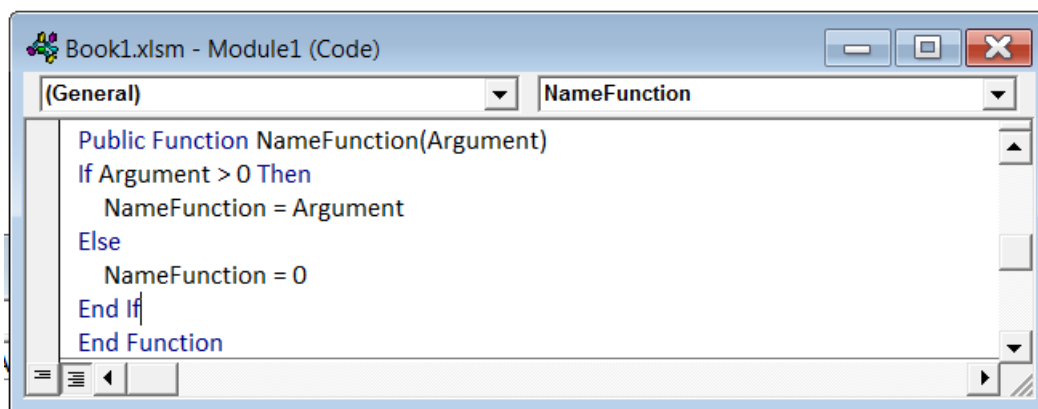 Book1.xlsm - Module1 (Code)
(General) NameFunction
Public Function NameFunction(Argument)
If Argument > 0 Then
NameFunction = Argument
Else
NameFunction = 0
End If
End Function